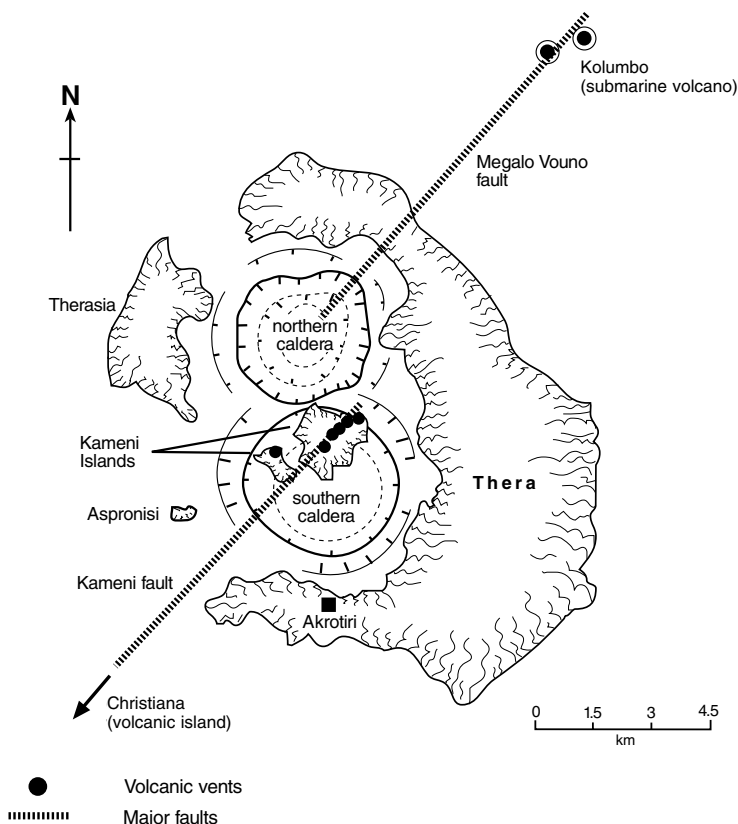 Kolumbo
(submarine volcano)
N
Megalo Vouno
fault
Therasia
northern
caldera
Kameni
Islands
Thera
southern
caldera
Aspronisi
Kameni fault
Akrotiri
Christiana
(volcanic island)
0 1.5 3 4.5
km
Volcanic vents
Major faults